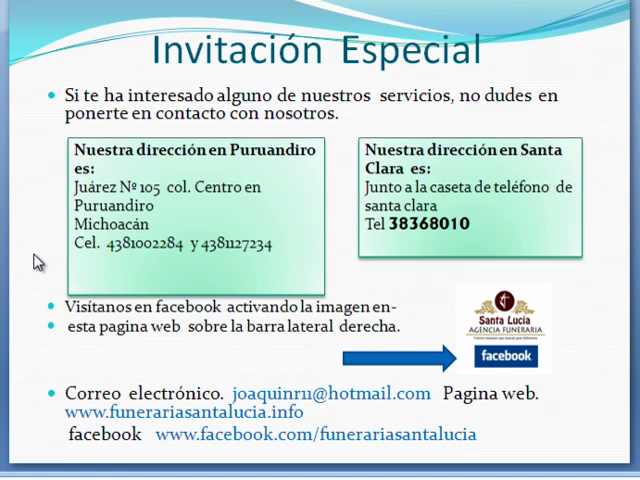 Invitación Especial
Si te ha interesado alguno de nuestros servicios, no dudes en
ponerte en contacto con nosotros.
Nuestra dirección en Puruandiro
es:
Juárez Nº 105 col. Centro en
Puruandiro
Michoacán
Cel. 4381002284 y 4381127234
Nuestra dirección en Santa
Clara es:
Junto a la caseta de teléfono de
santa clara
Tel 38368010
Visítanos en facebook activando la imagen en-
esta pagina web sobre la barra lateral derecha.
Santa Lucia
AGENCIA FUNERARIA
facebook
Correo electrónico. joaquinr11@hotmail.com Pagina web.
www.funerariasantalucia.info
facebook www.facebook.com/funerariasantalucia